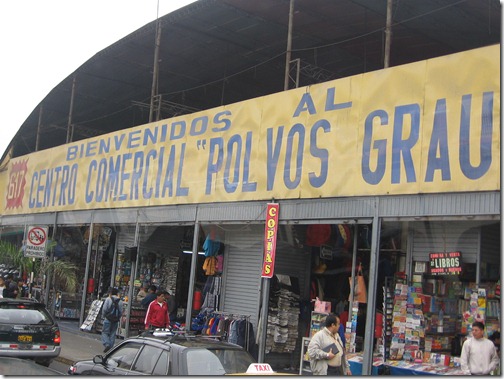 BIENVENIDOS AL
CENTRO COMERCIAL "POLVOS GRAU
COPIAS
LIBROS
TAXI